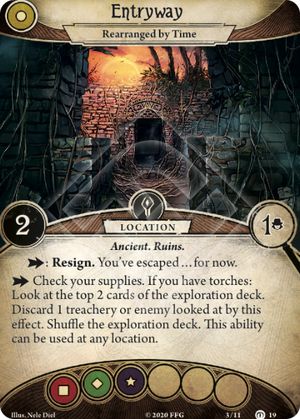 Entryway
Rearranged by Time
2
LOCATION
1
Ancient. Ruins.
: Resign. You've escaped…for now.
Check your supplies. If you have torches:
Look at the top 2 cards of the exploration deck.
Discard 1 treachery or enemy looked at by this
effect. Shuffle the exploration deck. This ability
can be used at any location.
Illus. Nele Diel
© 2020 FFG
3/11
19